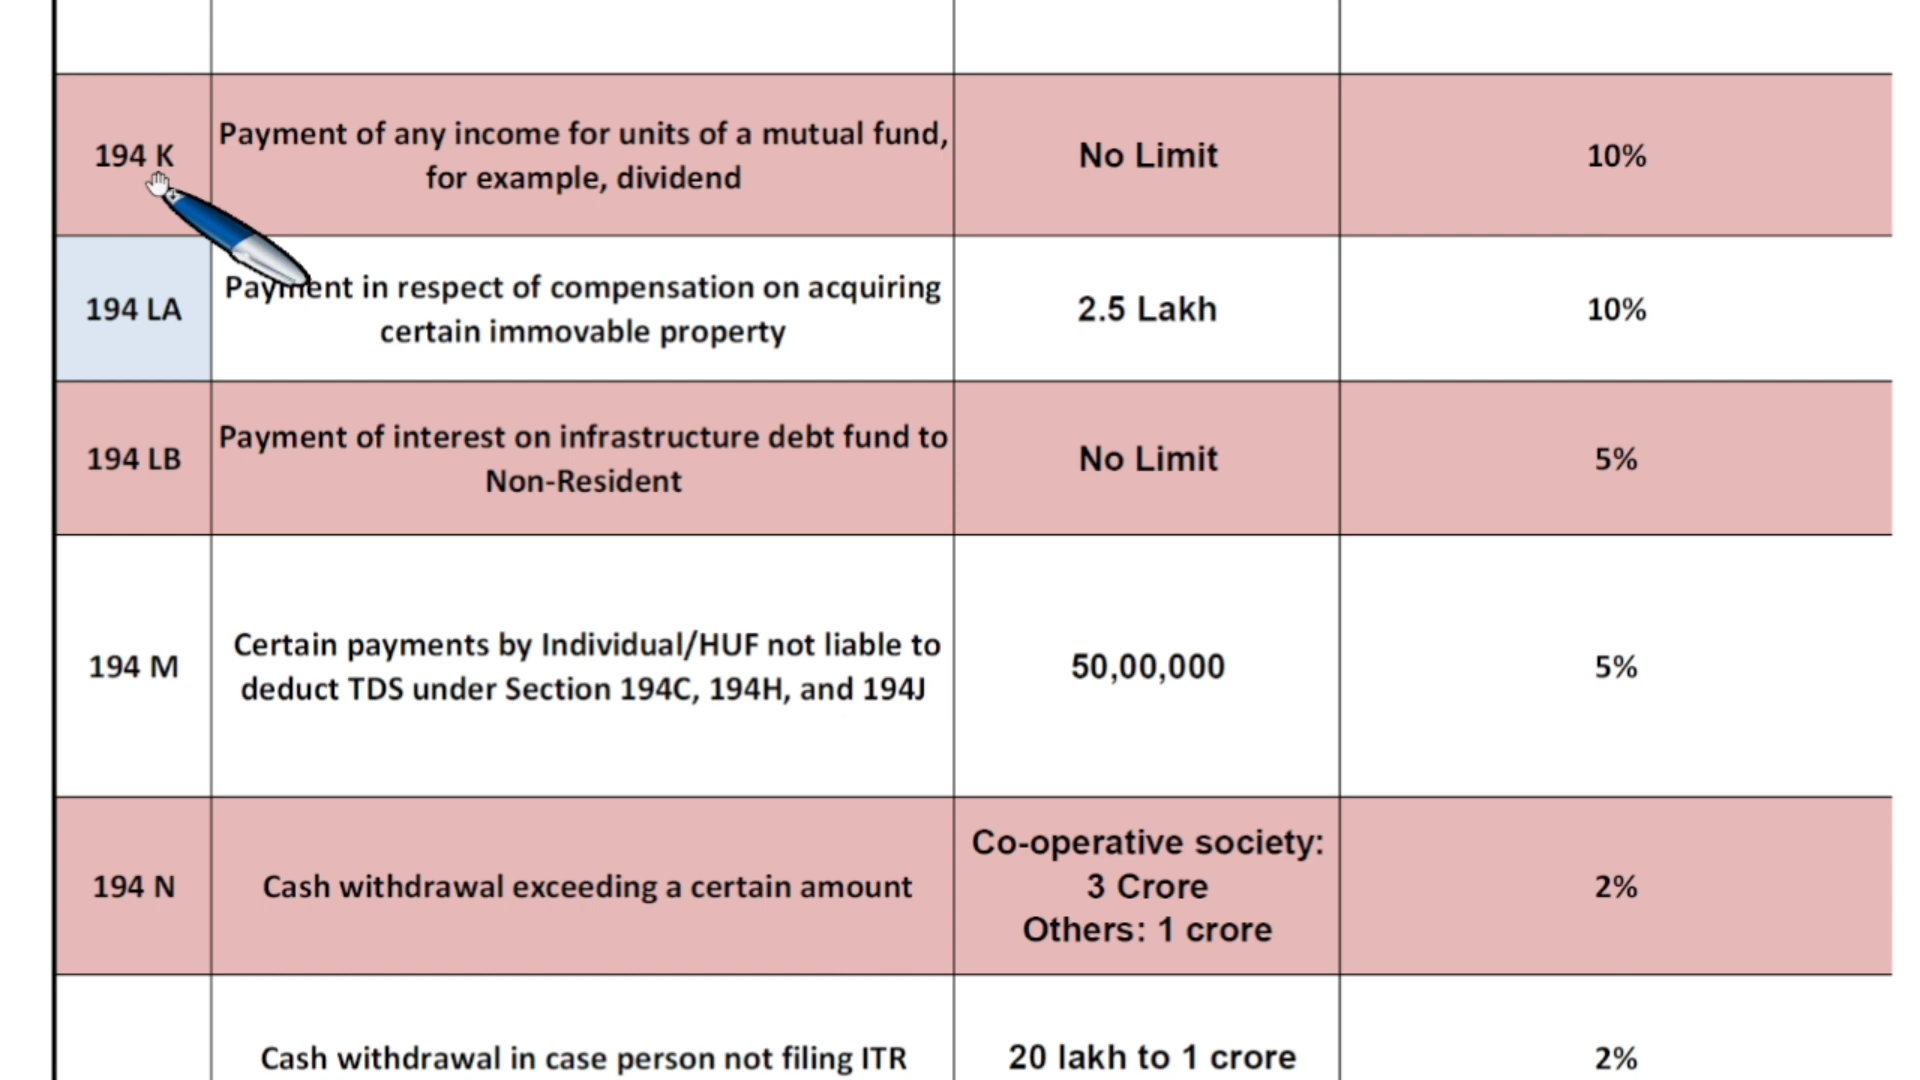 194 K
Payment of any income for units of a mutual fund,
for example, dividend
No Limit
10%
194 LA
Payment in respect of compensation on acquiring
certain immovable property
2.5 Lakh
10%
194 LB
Payment of interest on infrastructure debt fund to
Non-Resident
No Limit
5%
194 M
Certain payments by Individual/HUF not liable to
deduct TDS under Section 194C, 194H, and 194J
50,00,000
5%
194 N
Cash withdrawal exceeding a certain amount
Co-operative society:
3 Crore
Others: 1 crore
2%
Cash withdrawal in case person not filing ITR
20 lakh to 1 crore
2%